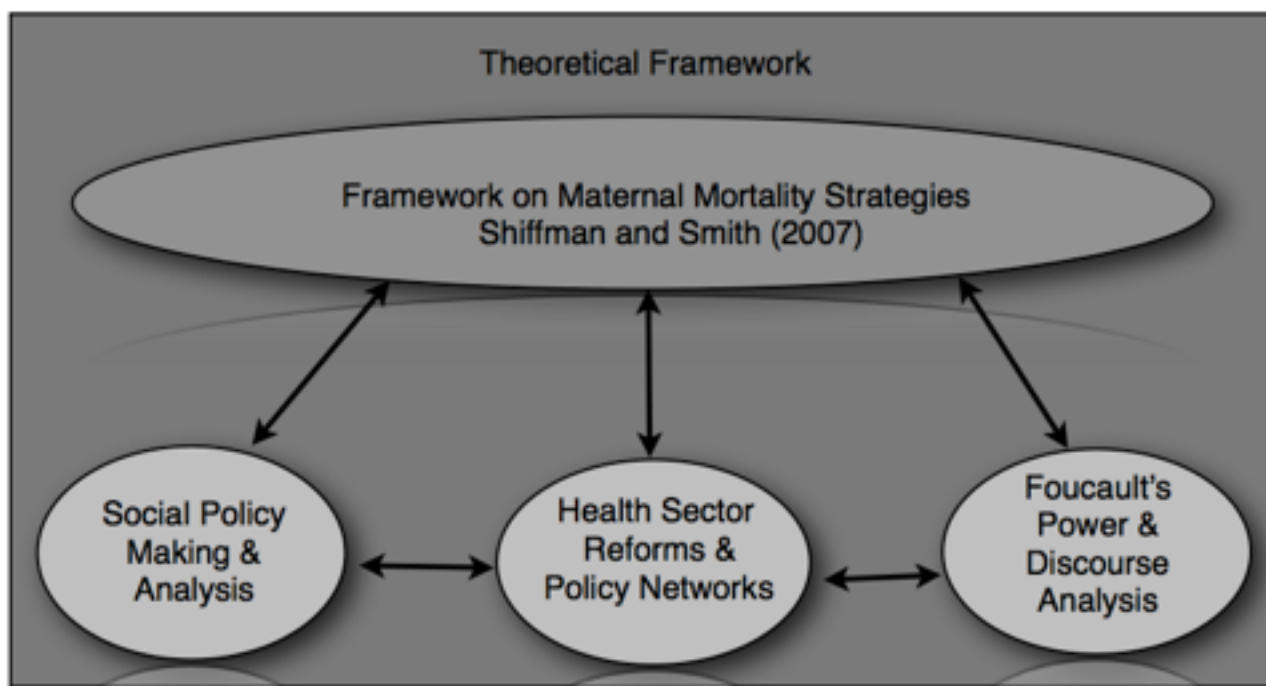 Theoretical Framework
Framework on Maternal Mortality Strategies
Shiffman and Smith (2007)
Social Policy
Making &
Analysis
Health Sector
Reforms &
Policy Networks
Foucault's
Power &
Discourse
Analysis